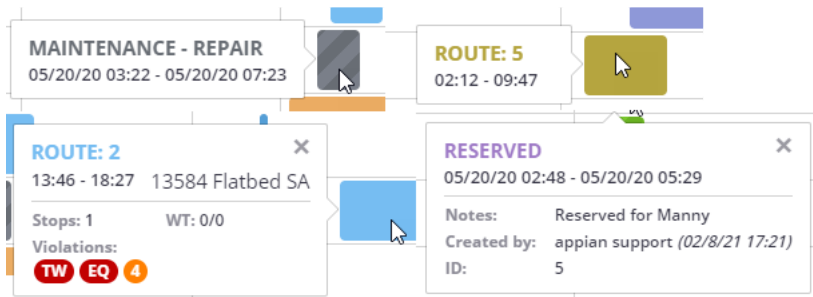 MAINTENANCE - REPAIR
05/20/20 03:22 - 05/20/20 07:23
ROUTE: 5
02:12 - 09:47
ROUTE: 2
13:46 - 18:27 13584 Flatbed SA
Stops: 1 WT: 0/0
Violations:
TW EQ 4
RESERVED
05/20/20 02:48 - 05/20/20 05:29
Notes: Reserved for Manny
Created by: appian support (02/8/21 17:21)
ID: 5